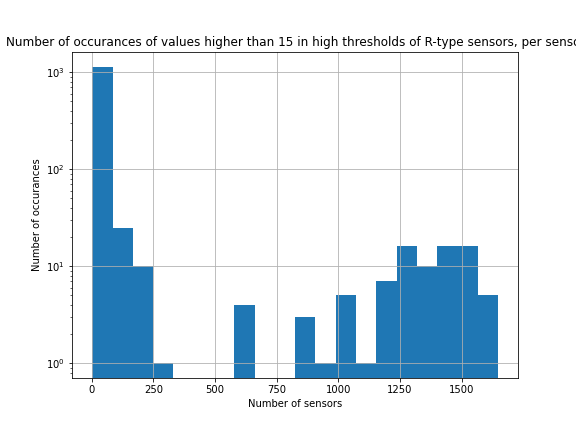 Number of occurances of values higher than 15 in high thresholds of R-type sensors, per senso
10³
10²
10¹
10⁰
Number of occurances
0 250 500 750 1000 1250 1500
Number of sensors